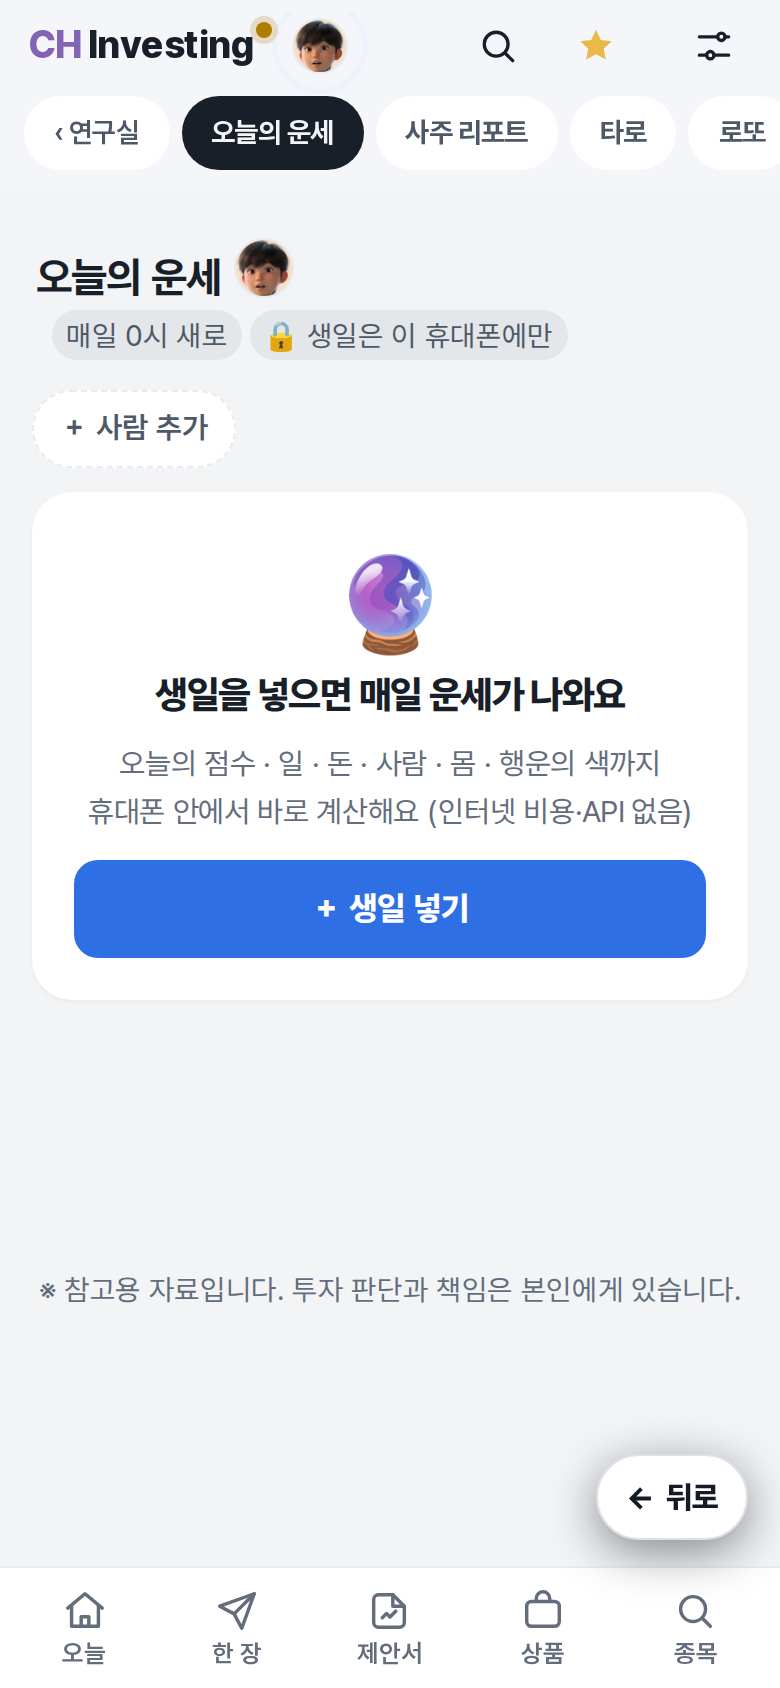 CH Investing
‹ 연구실
오늘의 운세
사주 리포트
타로
로또
오늘의 운세
매일 0시 새로
생일은 이 휴대폰에만
+ 사람 추가
생일을 넣으면 매일 운세가 나와요
오늘의 점수 · 일 · 돈 · 사람 · 몸 · 행운의 색까지
휴대폰 안에서 바로 계산해요 (인터넷 비용·API 없음)
+ 생일 넣기
※ 참고용 자료입니다. 투자 판단과 책임은 본인에게 있습니다.
← 뒤로
오늘
한 장
제안서
상품
종목